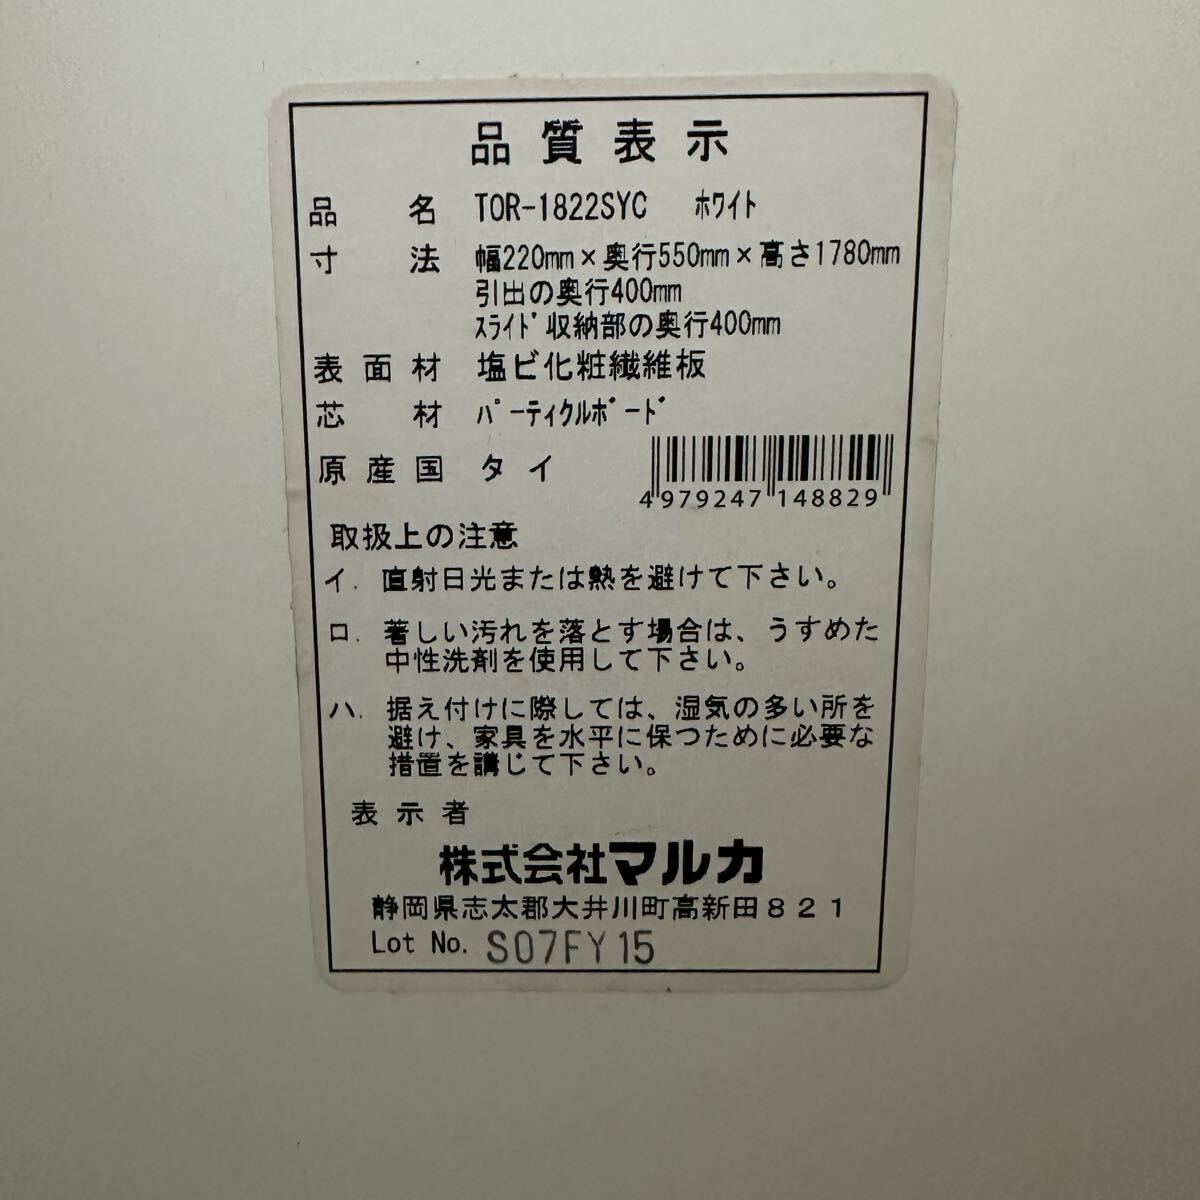 品質表示
品名 TOR-1822SYC ﾎﾜｲﾄ
寸法 幅220mm×奥行550mm×高さ1780mm
引出の奥行400mm
ｽﾗｲﾄﾞ収納部の奥行400mm
表面材 塩ビ化粧繊維板
芯材 ﾊﾟｰﾃｨｸﾙﾎﾞｰﾄﾞ
原産国 タイ
4979247148829
取扱上の注意
イ. 直射日光または熱を避けて下さい。
ロ. 著しい汚れを落とす場合は、うすめた
中性洗剤を使用して下さい。
ハ. 据え付けに際しては、湿気の多い所を
避け、家具を水平に保つために必要な
措置を講じて下さい。
表示者
株式会社マルカ
静岡県志太郡大井川町高新田８２１
Lot No. S07FY15